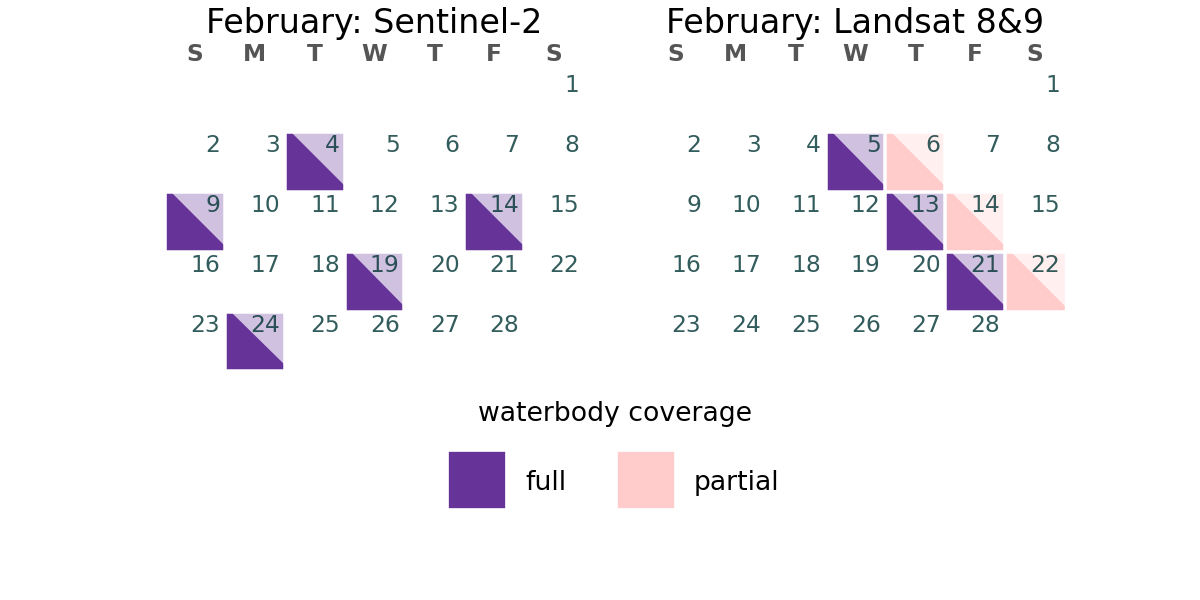 February: Sentinel-2
S M T W T F S
1
2 3 4 5 6 7 8
9 10 11 12 13 14 15
16 17 18 19 20 21 22
23 24 25 26 27 28
February: Landsat 8&9
S M T W T F S
1
2 3 4 5 6 7 8
9 10 11 12 13 14 15
16 17 18 19 20 21 22
23 24 25 26 27 28
waterbody coverage
full
partial